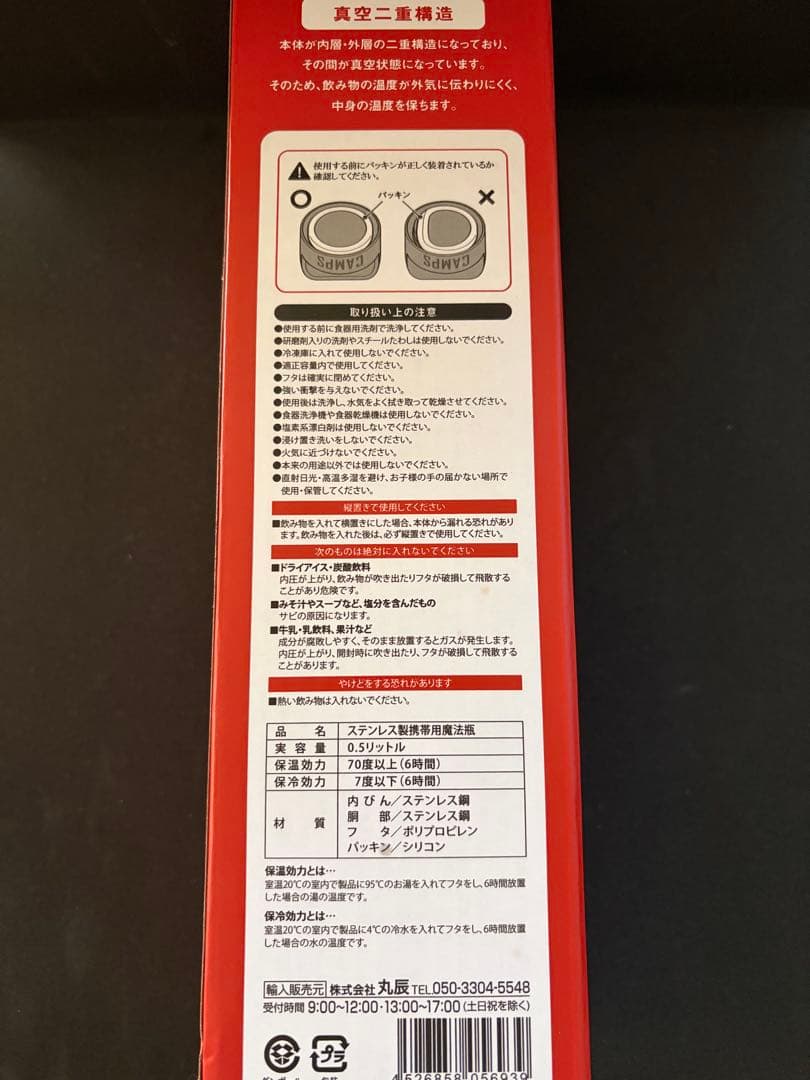 真空二重構造
本体が内層・外層の二重構造になっており、
その間が真空状態になっています。
そのため、飲み物の温度が外気に伝わりにくく、
中身の温度を保ちます。
使用する前にパッキンが正しく装着されているか
確認してください。
パッキン
CAMPS
CAMPS
取り扱い上の注意
●使用する前に食器用洗剤で洗浄してください。
●研磨剤入りの洗剤やスチールたわしは使用しないでください。
●冷凍庫に入れて使用しないでください。
●適正容量内で使用してください。
●フタは確実に閉めてください。
●強い衝撃を与えないでください。
●使用後は洗浄し、水気をよく拭き取って乾燥させてください。
●食器洗浄機や食器乾燥機は使用しないでください。
●塩素系漂白剤は使用しないでください。
●浸け置き洗いをしないでください。
●火気に近づけないでください。
●本来の用途以外では使用しないでください。
●直射日光・高温多湿を避け、お子様の手の届かない場所で
使用・保管してください。
縦置きで使用してください
■飲み物を入れて横置きにした場合、本体から漏れる恐れがあり
ます。飲み物を入れた後は、必ず縦置きで使用してください。
次のものは絶対に入れないでください
■ドライアイス・炭酸飲料
内圧が上がり、飲み物が吹き出たりフタが破損して飛散する
ことがあり危険です。
■みそ汁やスープなど、塩分を含んだもの
サビの原因になります。
■牛乳・乳飲料、果汁など
成分が腐敗しやすく、そのまま放置するとガスが発生します。
内圧が上がり、開封時に吹き出たり、フタが破損して飛散する
ことがあります。
やけどをする恐れがあります
■熱い飲み物は入れないでください。
品名 ステンレス製携帯用魔法瓶
実容量 0.5リットル
保温効力 70度以上(6時間)
保冷効力 7度以下(6時間)
材質 内びん/ステンレス鋼
胴部/ステンレス鋼
フタ/ポリプロピレン
パッキン/シリコン
保温効力とは…
室温20℃の室内で製品に95℃のお湯を入れてフタをし、6時間放置
した場合の湯の温度です。
保冷効力とは…
室温20℃の室内で製品に4℃の冷水を入れてフタをし、6時間放置
した場合の水の温度です。
輸入販売元 株式会社 丸辰 TEL.050-3304-5548
受付時間 9:00~12:00・13:00~17:00(土日祝を除く)
プラ
4 526858 056939